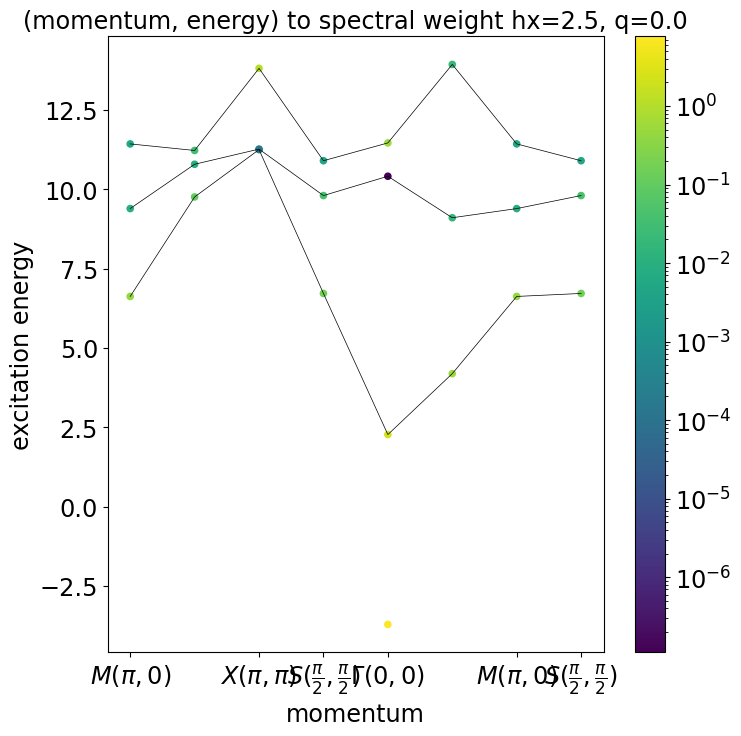 (momentum, energy) to spectral weight hx=2.5, q=0.0
12.5
10.0
7.5
5.0
2.5
0.0
−2.5
excitation energy
M(π, 0)
X(π, π)
S(π/2, π/2)
Γ(0, 0)
M(π, 0)
S(π/2, π/2)
momentum
10⁰
10⁻¹
10⁻²
10⁻³
10⁻⁴
10⁻⁵
10⁻⁶